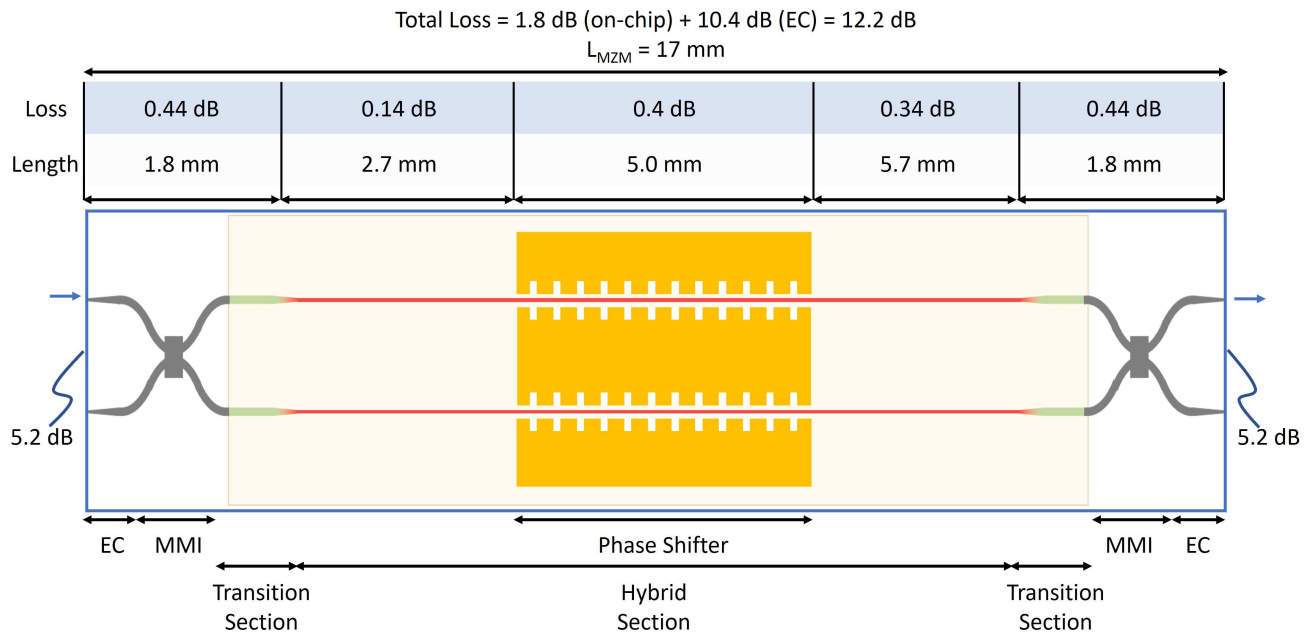 Total Loss = 1.8 dB (on-chip) + 10.4 dB (EC) = 12.2 dB
L_MZM = 17 mm
Loss 0.44 dB 0.14 dB 0.4 dB 0.34 dB 0.44 dB
Length 1.8 mm 2.7 mm 5.0 mm 5.7 mm 1.8 mm
5.2 dB 5.2 dB
EC MMI Phase Shifter MMI EC
Transition Hybrid Transition
Section Section Section